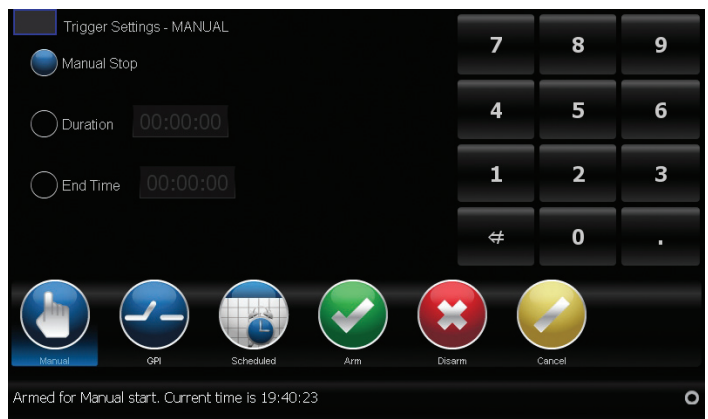 Trigger Settings - MANUAL
Manual Stop
Duration 00:00:00
End Time 00:00:00
7 8 9
4 5 6
1 2 3
0 .
Manual GPI Scheduled Arm Disarm Cancel
Armed for Manual start. Current time is 19:40:23